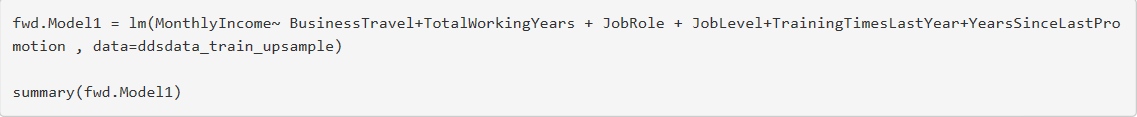 fwd.Model1 = lm(MonthlyIncome~ BusinessTravel+TotalWorkingYears + JobRole + JobLevel+TrainingTimesLastYear+YearsSinceLastPro
motion , data=ddsdata_train_upsample)
summary(fwd.Model1)